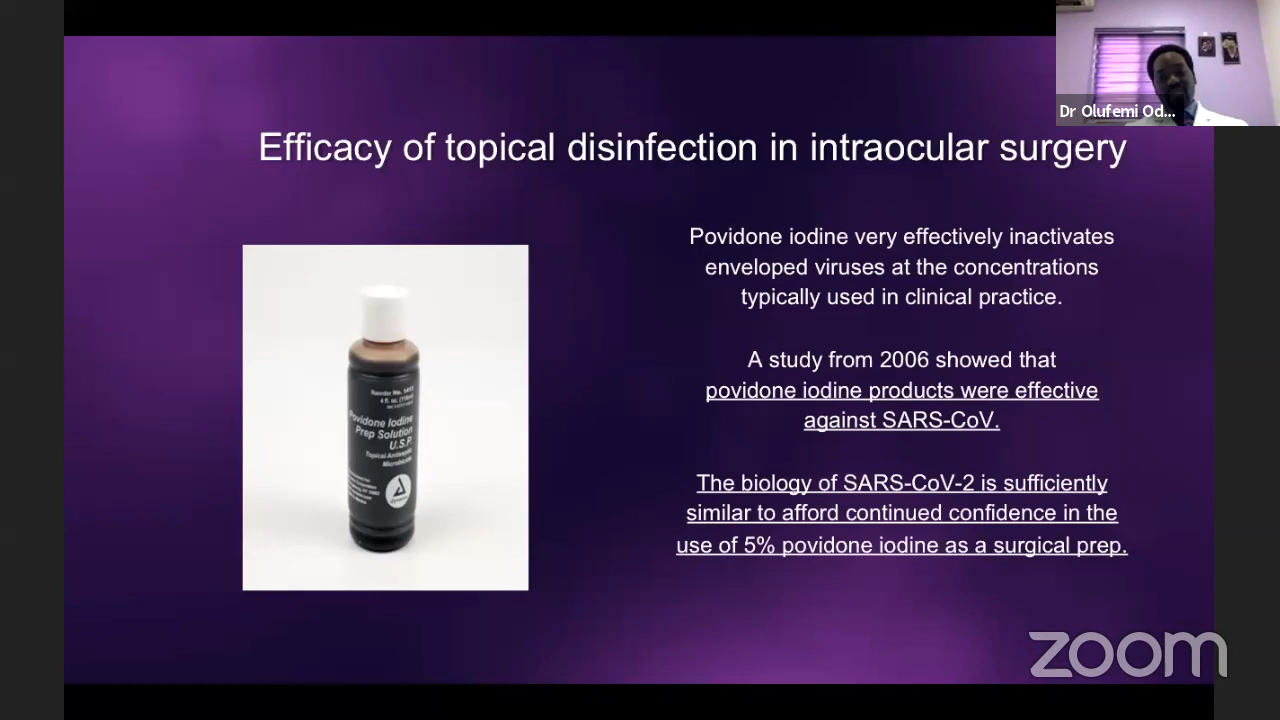 Dr Olufemi Od...
Efficacy of topical disinfection in intraocular surgery
Povidone iodine very effectively inactivates
enveloped viruses at the concentrations
typically used in clinical practice.
A study from 2006 showed that
povidone iodine products were effective
against SARS-CoV.
The biology of SARS-CoV-2 is sufficiently
similar to afford continued confidence in the
use of 5% povidone iodine as a surgical prep.
Povidone Iodine
Prep Solution
U.S.P.
Topical Antiseptic
Microbicide
zoom